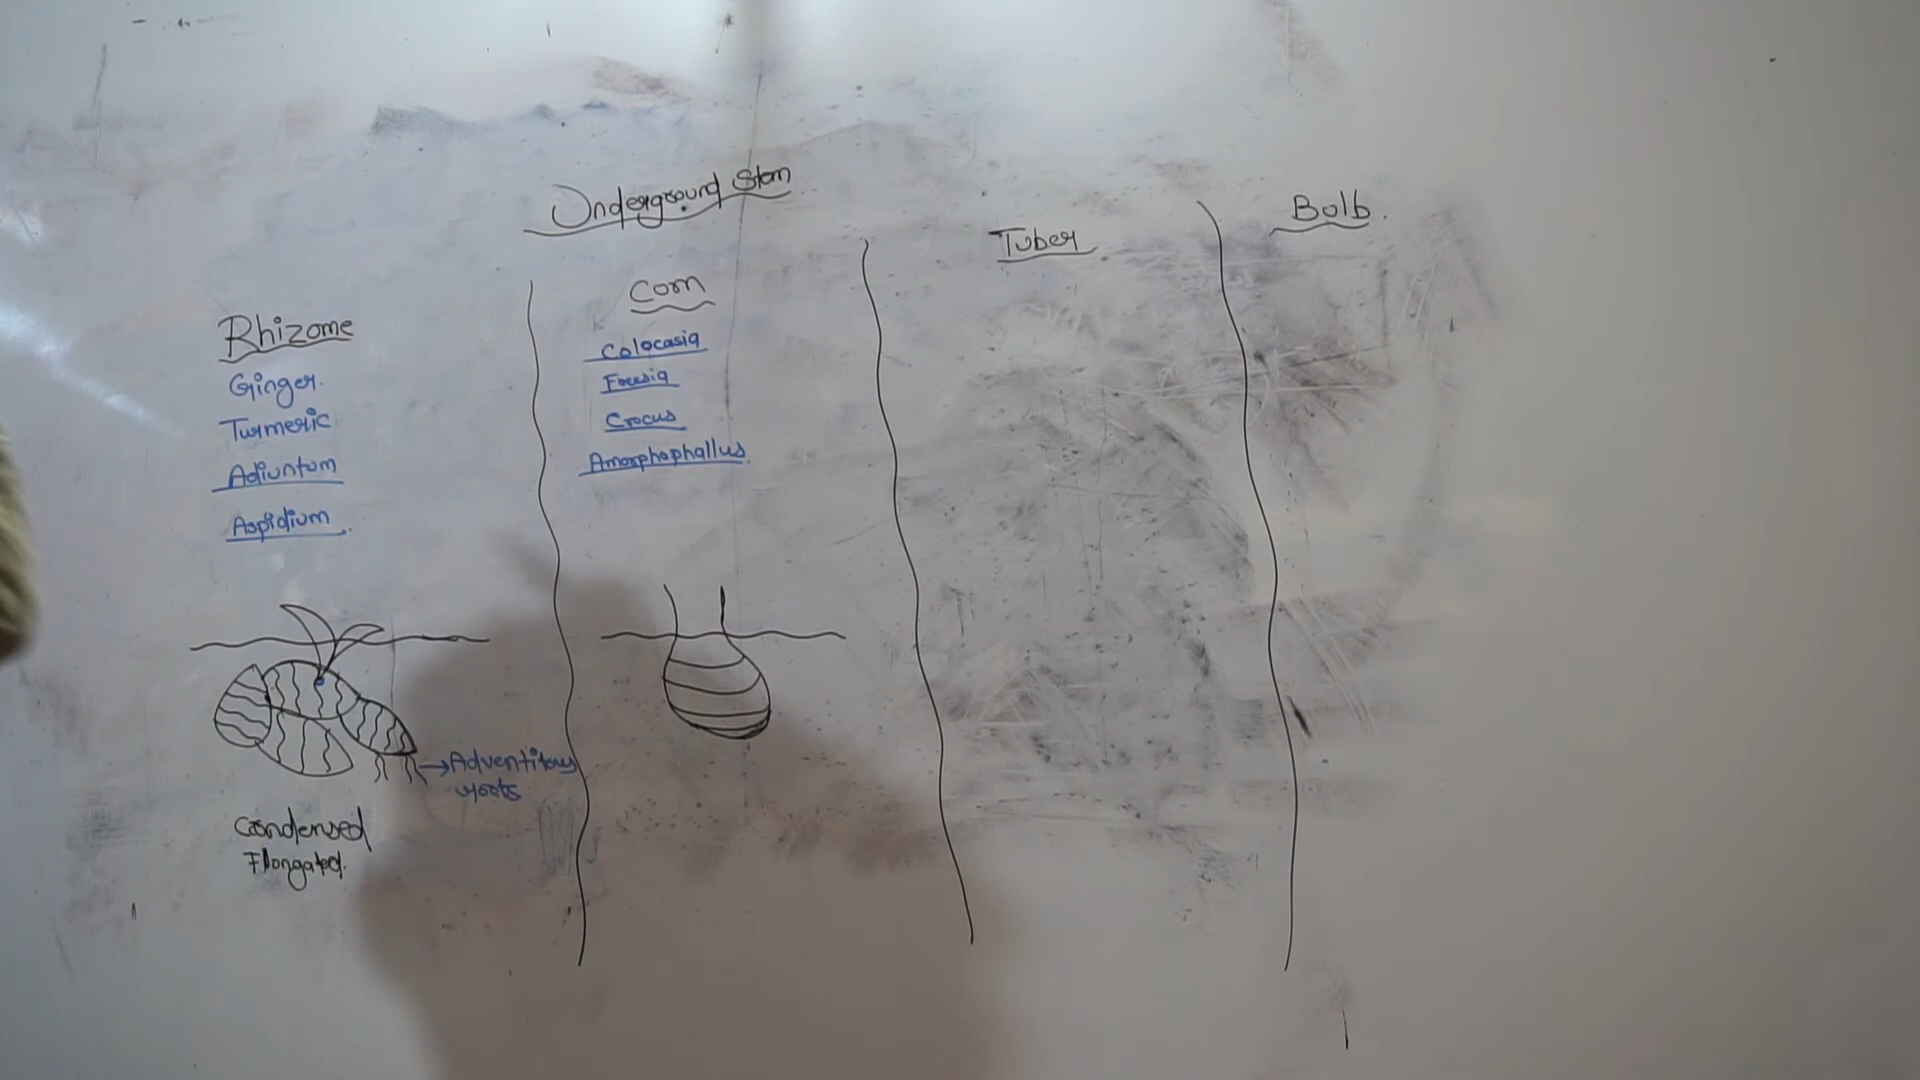 Underground Stem
Rhizome
Ginger.
Turmeric
Adiuntum
Aspidium.
Adventitous
roots
Condensed
Elongated.
Corm
Colocasia
Freesia
Crocus
Amorphophallus.
Tuber
Bulb.